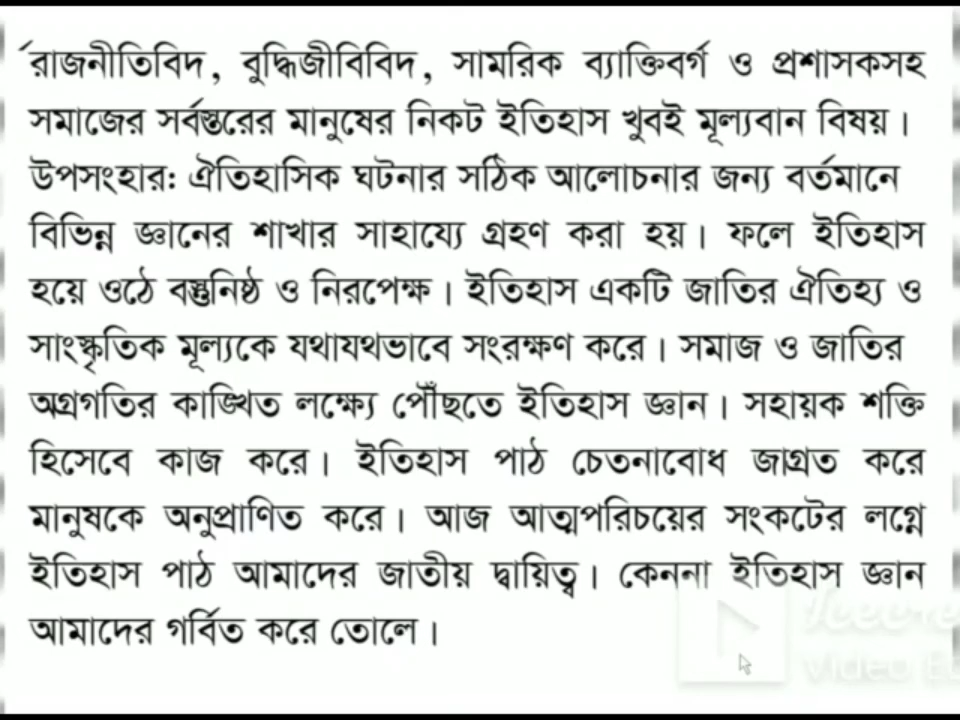 রাজনীতিবিদ, বুদ্ধিজীবিবিদ, সামরিক ব্যাক্তিবর্গ ও প্রশাসকসহ
সমাজের সর্বস্তরের মানুষের নিকট ইতিহাস খুবই মূল্যবান বিষয়।
উপসংহার: ঐতিহাসিক ঘটনার সঠিক আলোচনার জন্য বর্তমানে
বিভিন্ন জ্ঞানের শাখার সাহায্যে গ্রহণ করা হয়। ফলে ইতিহাস
হয়ে ওঠে বস্তুনিষ্ঠ ও নিরপেক্ষ। ইতিহাস একটি জাতির ঐতিহ্য ও
সাংস্কৃতিক মূল্যকে যথাযথভাবে সংরক্ষণ করে। সমাজ ও জাতির
অগ্রগতির কাঙ্খিত লক্ষ্যে পৌঁছতে ইতিহাস জ্ঞান। সহায়ক শক্তি
হিসেবে কাজ করে। ইতিহাস পাঠ চেতনাবোধ জাগ্রত করে
মানুষকে অনুপ্রাণিত করে। আজ আত্মপরিচয়ের সংকটের লগ্নে
ইতিহাস পাঠ আমাদের জাতীয় দ্বায়িত্ব। কেননা ইতিহাস জ্ঞান
আমাদের গর্বিত করে তোলে।